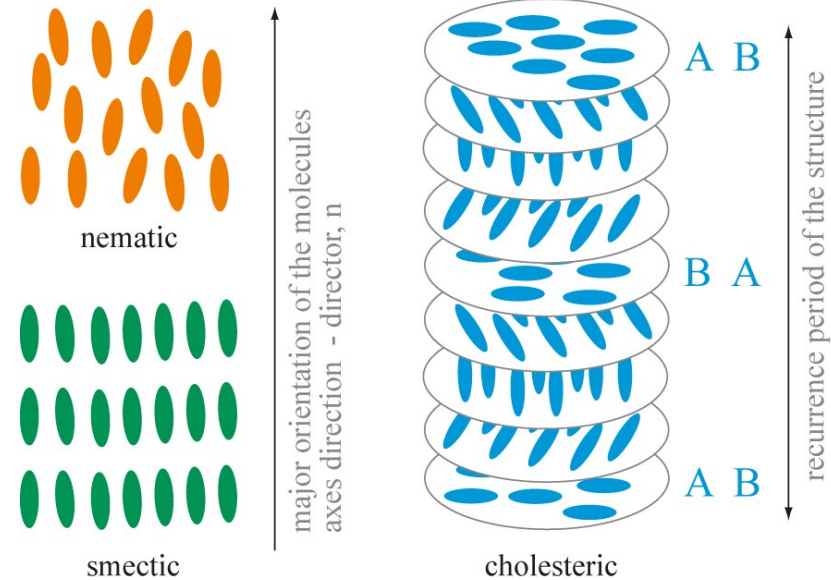 nematic
smectic
major orientation of the molecules
axes direction - director, n
A B
B A
A B
cholesteric
recurrence period of the structure